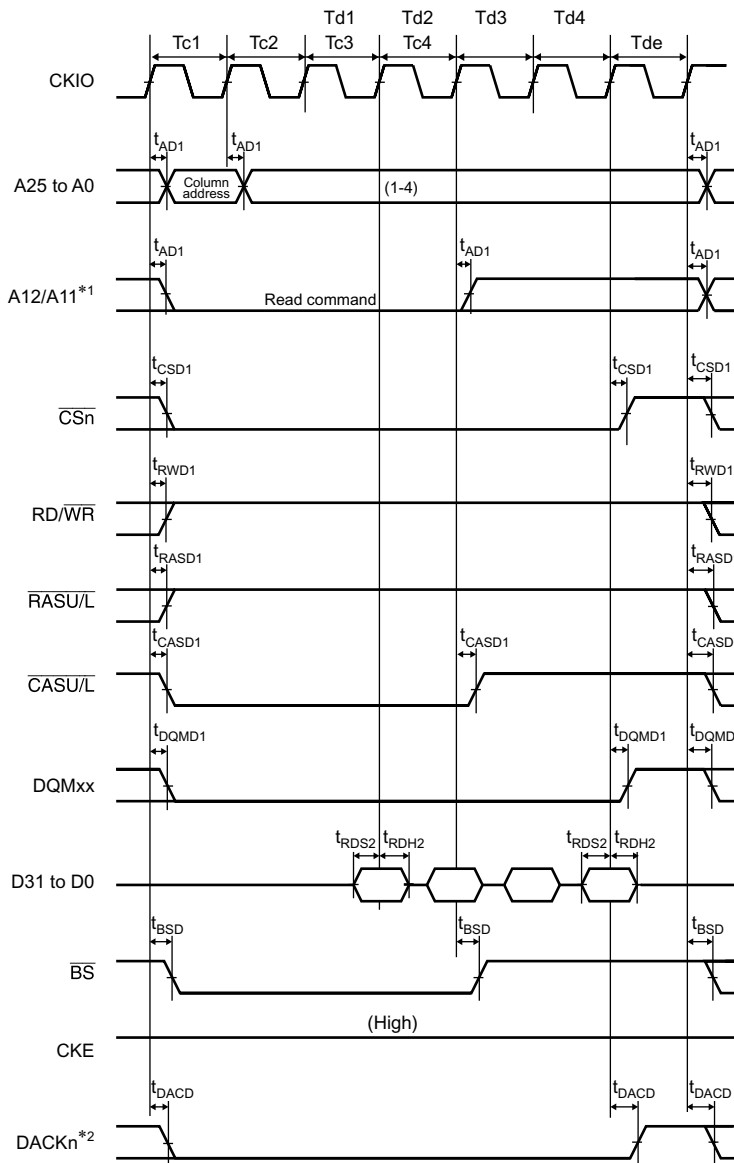 Td1 Td2 Td3 Td4
Tc1 Tc2 Tc3 Tc4 Tde
CKIO
tAD1 tAD1 tAD1
A25 to A0
Column
address
(1-4)
tAD1 tAD1 tAD1
A12/A11*1
Read command
tCSD1 tCSD1 tCSD1
CSn
tRWD1 tRWD1
RD/WR
tRASD1 tRASD
RASU/L
tCASD1 tCASD1 tCASD
CASU/L
tDQMD1 tDQMD1 tDQMD
DQMxx
tRDS2 tRDH2 tRDS2 tRDH2
D31 to D0
tBSD tBSD tBSD
BS
(High)
CKE
tDACD tDACD tDACD
DACKn*2